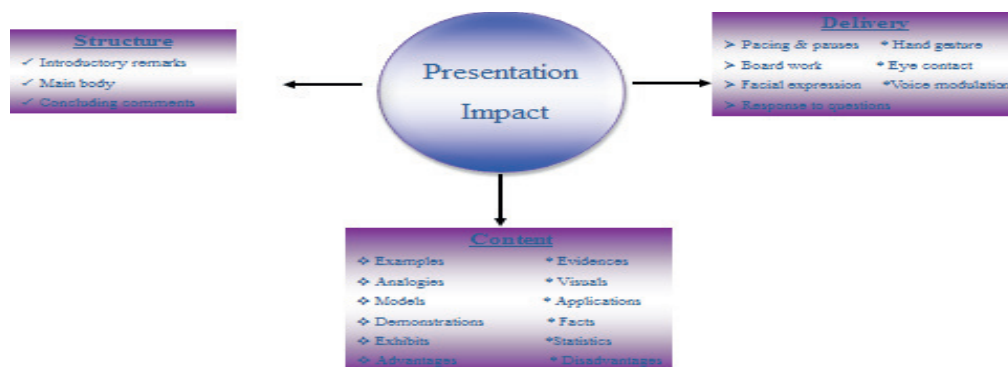 Structure
✓ Introductory remarks
✓ Main body
✓ Concluding comments
Presentation
Impact
Delivery
➢ Pacing & pauses * Hand gesture
➢ Board work * Eye contact
➢ Facial expression *Voice modulation
➢ Response to questions
Content
❖ Examples * Evidences
❖ Analogies * Visuals
❖ Models * Applications
❖ Demonstrations * Facts
❖ Exhibits *Statistics
❖ Advantages * Disadvantages